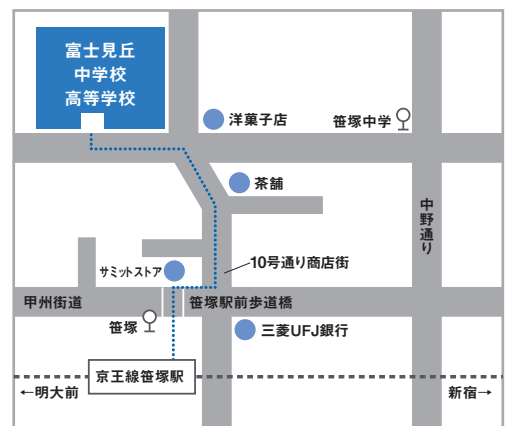 富士見丘
中学校
高等学校
洋菓子店
笹塚中学
茶舗
中野通り
10号通り商店街
サミットストア
甲州街道
笹塚駅前歩道橋
笹塚
三菱UFJ銀行
京王線笹塚駅
←明大前
新宿→